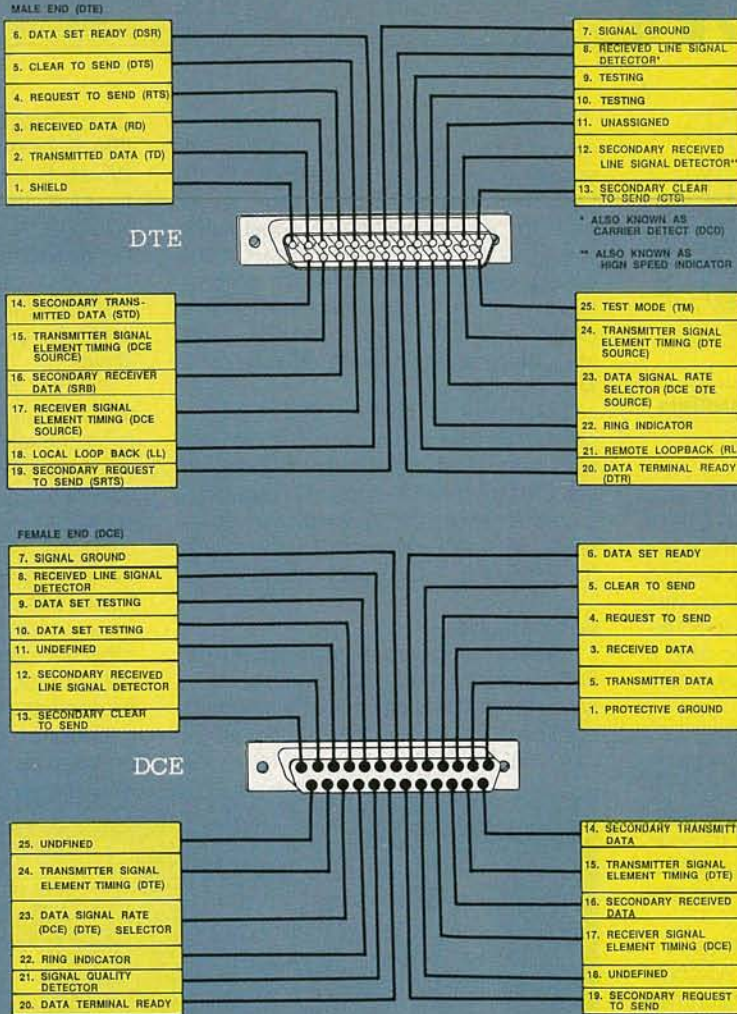 MALE END (DTE)
6. DATA SET READY (DSR)
5. CLEAR TO SEND (DTS)
4. REQUEST TO SEND (RTS)
3. RECEIVED DATA (RD)
2. TRANSMITTED DATA (TD)
1. SHIELD
7. SIGNAL GROUND
8. RECIEVED LINE SIGNAL
DETECTOR*
9. TESTING
10. TESTING
11. UNASSIGNED
12. SECONDARY RECEIVED
LINE SIGNAL DETECTOR**
13. SECONDARY CLEAR
TO SEND (CTS)
* ALSO KNOWN AS
CARRIER DETECT (DCD)
** ALSO KNOWN AS
HIGH SPEED INDICATOR
DTE
14. SECONDARY TRANS-
MITTED DATA (STD)
15. TRANSMITTER SIGNAL
ELEMENT TIMING (DCE
SOURCE)
16. SECONDARY RECEIVER
DATA (SRB)
17. RECEIVER SIGNAL
ELEMENT TIMING (DCE
SOURCE)
18. LOCAL LOOP BACK (LL)
19. SECONDARY REQUEST
TO SEND (SRTS)
25. TEST MODE (TM)
24. TRANSMITTER SIGNAL
ELEMENT TIMING (DTE
SOURCE)
23. DATA SIGNAL RATE
SELECTOR (DCE DTE
SOURCE)
22. RING INDICATOR
21. REMOTE LOOPBACK (RL
20. DATA TERMINAL READY
(DTR)
FEMALE END (DCE)
7. SIGNAL GROUND
8. RECEIVED LINE SIGNAL
DETECTOR
9. DATA SET TESTING
10. DATA SET TESTING
11. UNDEFINED
12. SECONDARY RECEIVED
LINE SIGNAL DETECTOR
13. SECONDARY CLEAR
TO SEND
6. DATA SET READY
5. CLEAR TO SEND
4. REQUEST TO SEND
3. RECEIVED DATA
5. TRANSMITTER DATA
1. PROTECTIVE GROUND
DCE
25. UNDFINED
24. TRANSMITTER SIGNAL
ELEMENT TIMING (DTE)
23. DATA SIGNAL RATE
(DCE) (DTE) SELECTOR
22. RING INDICATOR
21. SIGNAL QUALITY
DETECTOR
20. DATA TERMINAL READY
14. SECONDARY TRANSMITT
DATA
15. TRANSMITTER SIGNAL
ELEMENT TIMING (DTE)
16. SECONDARY RECEIVED
DATA
17. RECEIVER SIGNAL
ELEMENT TIMING (DCE)
18. UNDEFINED
19. SECONDARY REQUEST
TO SEND